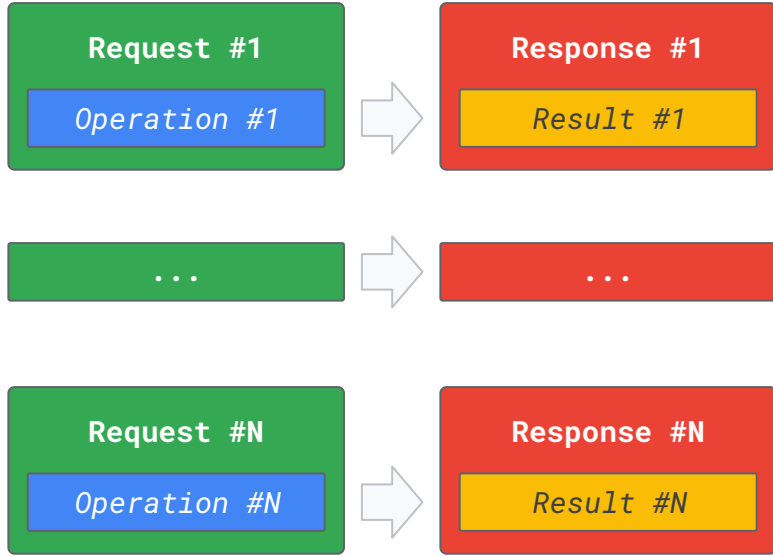 Request #1
Response #1
Operation #1
Result #1
...
...
Request #N
Response #N
Operation #N
Result #N